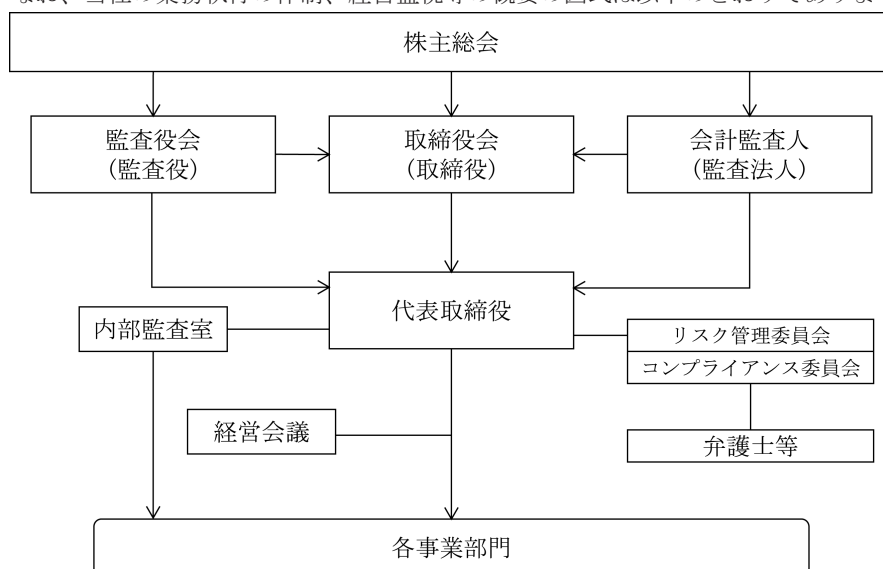 株主総会
監査役会
(監査役)
取締役会
(取締役)
会計監査人
(監査法人)
代表取締役
内部監査室
リスク管理委員会
コンプライアンス委員会
経営会議
弁護士等
各事業部門